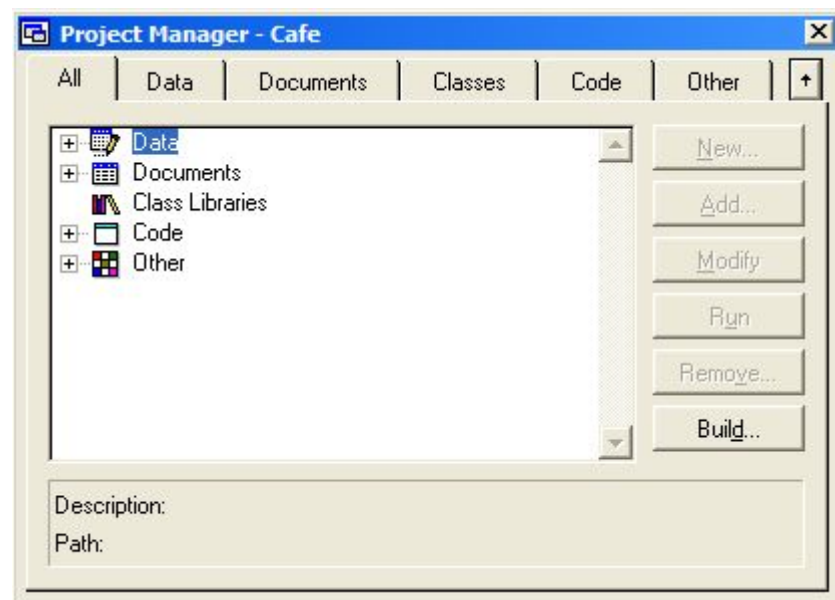 Project Manager - Cafe
All Data Documents Classes Code Other
Data
Documents
Class Libraries
Code
Other
New...
Add...
Modify
Run
Remove...
Build...
Description:
Path: